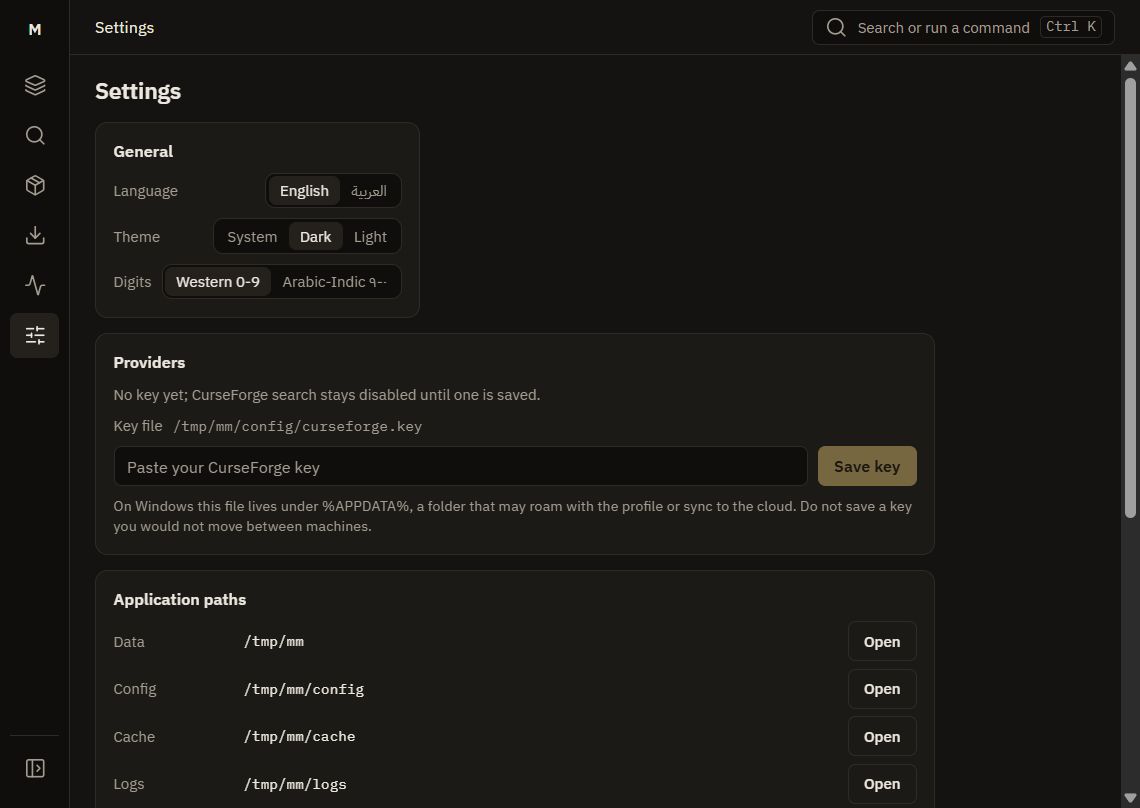 M
Settings
Search or run a command Ctrl K
Settings
General
Language English العربية
Theme System Dark Light
Digits Western 0-9 Arabic-Indic ٠-٩
Providers
No key yet; CurseForge search stays disabled until one is saved.
Key file /tmp/mm/config/curseforge.key
Paste your CurseForge key Save key
On Windows this file lives under %APPDATA%, a folder that may roam with the profile or sync to the cloud. Do not save a key
you would not move between machines.
Application paths
Data /tmp/mm Open
Config /tmp/mm/config Open
Cache /tmp/mm/cache Open
Logs /tmp/mm/logs Open